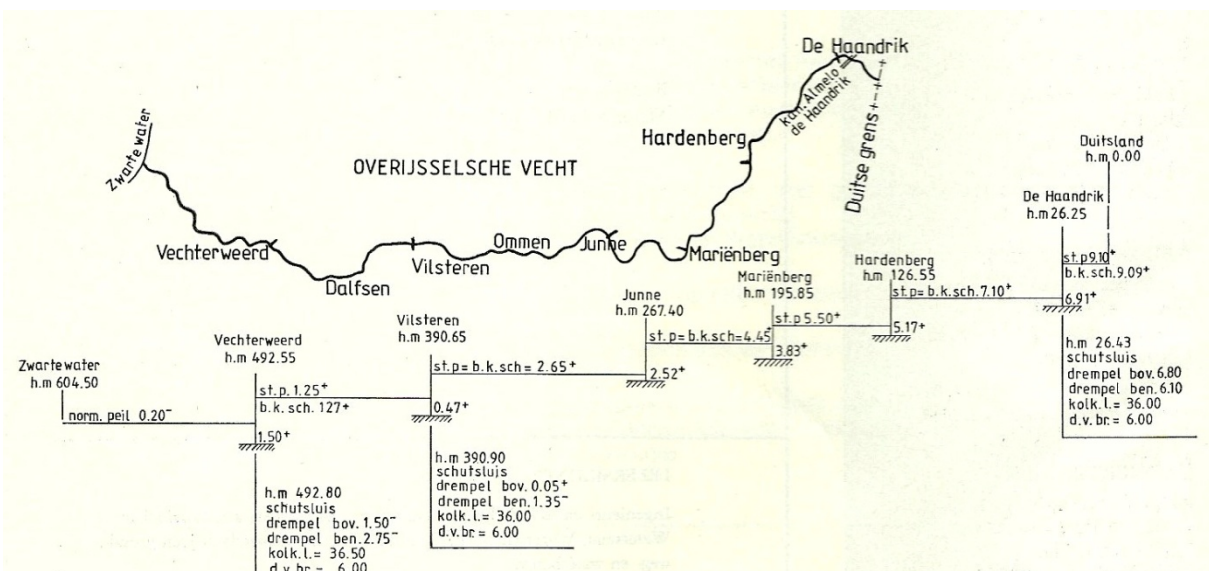 De Haandrik
kan. Almelo
de Haandrik
Duitse grens
Zwarte water
Hardenberg
OVERIJSSELSCHE VECHT
Vechterweerd
Dalfsen
Vilsteren
Ommen
Junne
Mariënberg
Duitsland
h.m 0.00
De Haandrik
h.m 26.25
st.p 9.10+
b.k.sch. 9.09+
6.91+
h.m 26.43
schutsluis
drempel bov. 6.80
drempel ben. 6.10
kolk.l. = 36.00
d.v.br = 6.00
Hardenberg
h.m 126.55
st.p= b.k.sch. 7.10+
5.17+
Mariënberg
h.m 195.85
st.p 5.50+
3.83+
Junne
h.m 267.40
st.p= b.k.sch= 4.45+
2.52+
Vilsteren
h.m 390.65
st.p= b.k.sch= 2.65+
0.47+
h.m 390.90
schutsluis
drempel bov. 0.05+
drempel ben. 1.35-
kolk.l.= 36.00
d.v.br= 6.00
Vechterweerd
h.m 492.55
st.p. 1.25+
b.k.sch. 127+
1.50+
h.m 492.80
schutsluis
drempel bov. 1.50-
drempel ben. 2.75-
kolk.l.= 36.50
d.v.br= 6.00
Zwarte water
h.m 604.50
norm. peil 0.20-